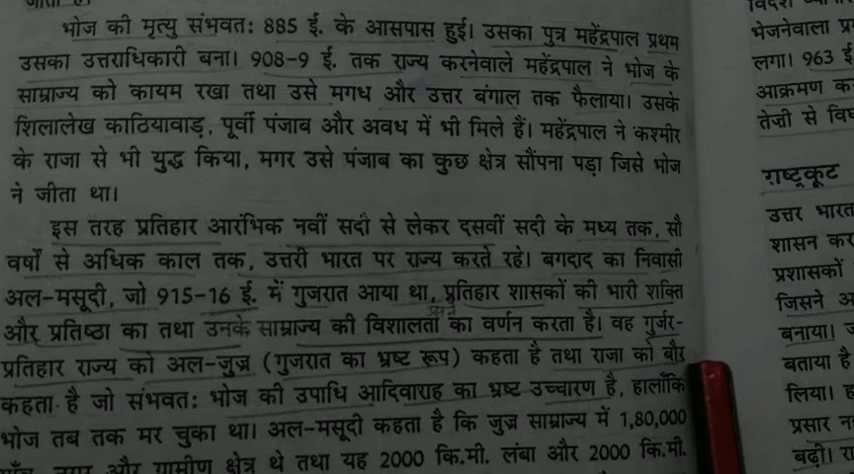 भोज की मृत्यु संभवत: 885 ई. के आसपास हुई। उसका पुत्र महेंद्रपाल प्रथम
उसका उत्तराधिकारी बना। 908-9 ई. तक राज्य करनेवाले महेंद्रपाल ने भोज के
साम्राज्य को कायम रखा तथा उसे मगध और उत्तर बंगाल तक फैलाया। उसके
शिलालेख काठियावाड़, पूर्वी पंजाब और अवध में भी मिले हैं। महेंद्रपाल ने कश्मीर
के राजा से भी युद्ध किया, मगर उसे पंजाब का कुछ क्षेत्र सौंपना पड़ा जिसे भोज
ने जीता था।
इस तरह प्रतिहार आरंभिक नवीं सदी से लेकर दसवीं सदी के मध्य तक, सौ
वर्षों से अधिक काल तक, उत्तरी भारत पर राज्य करते रहे। बगदाद का निवासी
अल-मसूदी, जो 915-16 ई. में गुजरात आया था, प्रतिहार शासकों की भारी शक्ति
और प्रतिष्ठा का तथा उनके साम्राज्य की विशालता का वर्णन करता है। वह गुर्जर-
प्रतिहार राज्य को अल-जुज्र (गुजरात का भ्रष्ट रूप) कहता है तथा राजा को बौर
कहता है जो संभवत: भोज की उपाधि आदिवाराह का भ्रष्ट उच्चारण है, हालाँकि
भोज तब तक मर चुका था। अल-मसूदी कहता है कि जुज्र साम्राज्य में 1,80,000
और ग्रामीण क्षेत्र थे तथा यह 2000 कि.मी. लंबा और 2000 कि.मी.
भेजनेवाला
लगा। 963 ई
आक्रमण
तेज़ी से
राष्ट्रकूट
उत्तर भारत
शासन
प्रशासकों
जिसने
बनाया।
बताया है
लिया।
प्रसार
बढ़ी।